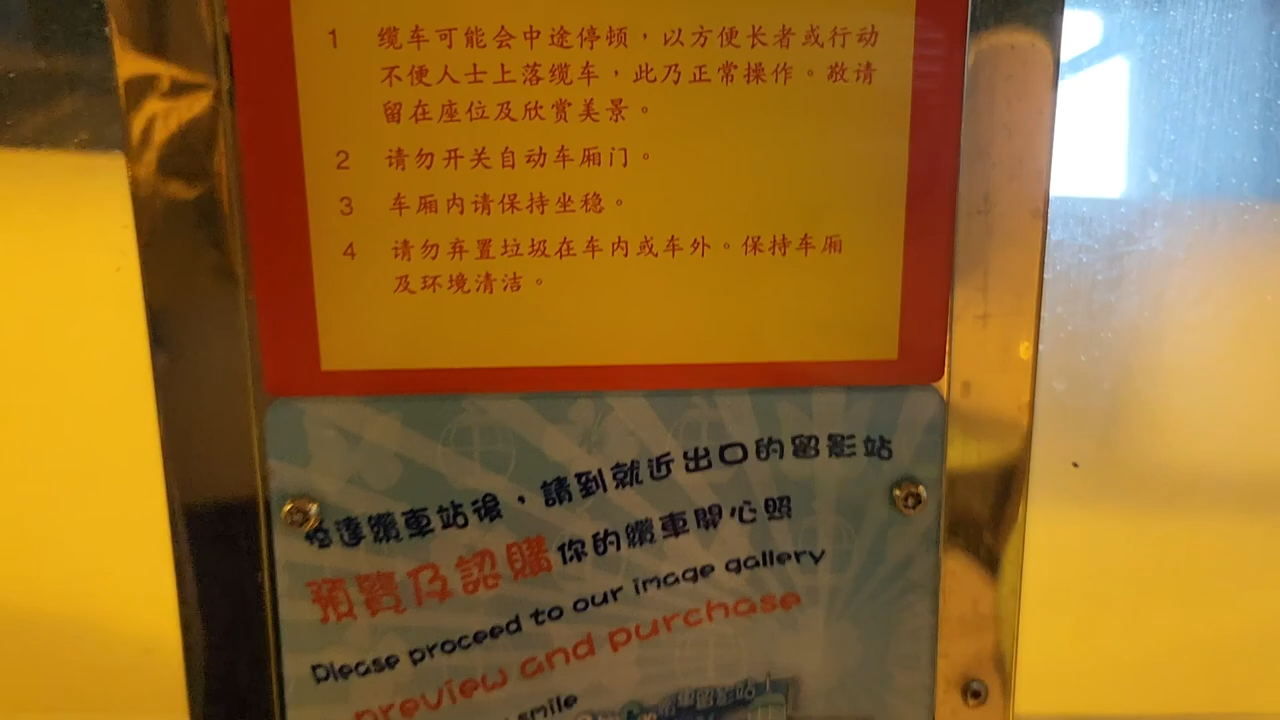 1 缆车可能会中途停顿，以方便长者或行动
不便人士上落缆车，此乃正常操作。敬请
留在座位及欣赏美景。
2 请勿开关自动车厢门。
3 车厢内请保持坐稳。
4 请勿弃置垃圾在车内或车外。保持车厢
及环境清洁。
達纜車站後，請到就近出口的留影站
預覽及認購你的纜車開心照
Please proceed to our image gallery
preview and purchase
smile